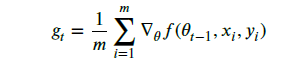 g_t = \frac{1}{m} \sum_{i=1}^{m} \nabla_\theta f(\theta_{t-1}, x_i, y_i)